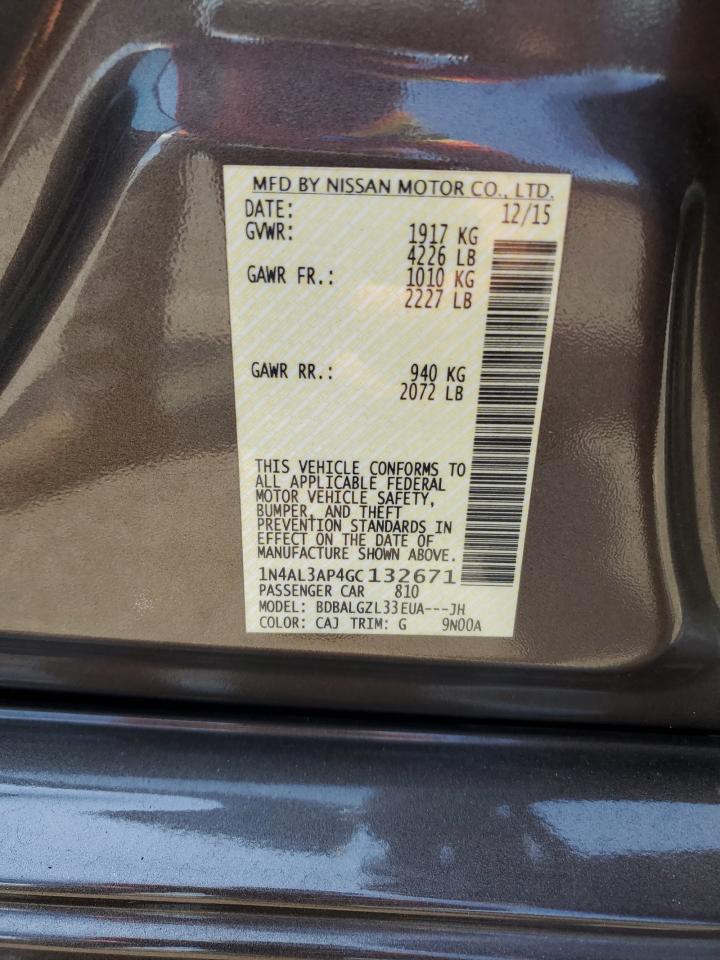 MFD BY NISSAN MOTOR CO., LTD.
DATE: 12/15
GVWR: 1917 KG
4226 LB
GAWR FR.: 1010 KG
2227 LB
GAWR RR.: 940 KG
2072 LB
THIS VEHICLE CONFORMS TO
ALL APPLICABLE FEDERAL
MOTOR VEHICLE SAFETY,
BUMPER, AND THEFT
PREVENTION STANDARDS IN
EFFECT ON THE DATE OF
MANUFACTURE SHOWN ABOVE.
1N4AL3AP4GC132671
PASSENGER CAR 810
MODEL: BDBALGZL33EUA---JH
COLOR: CAJ TRIM: G 9N00A